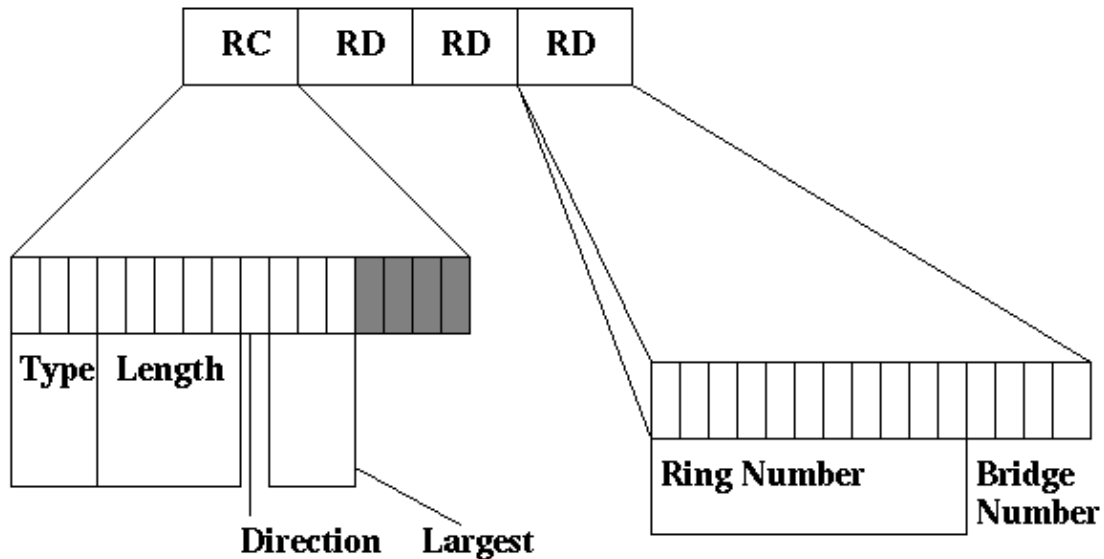 RC RD RD RD
Type Length
Ring Number Bridge
Number
Direction Largest